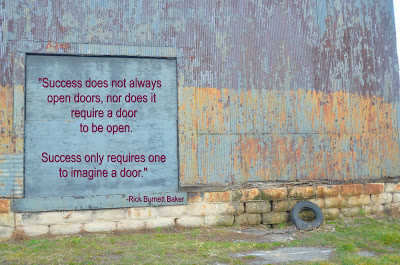 "Success does not always
open doors, nor does it
require a door
to be open.
Success only requires one
to imagine a door."
-Rick Burnett Baker